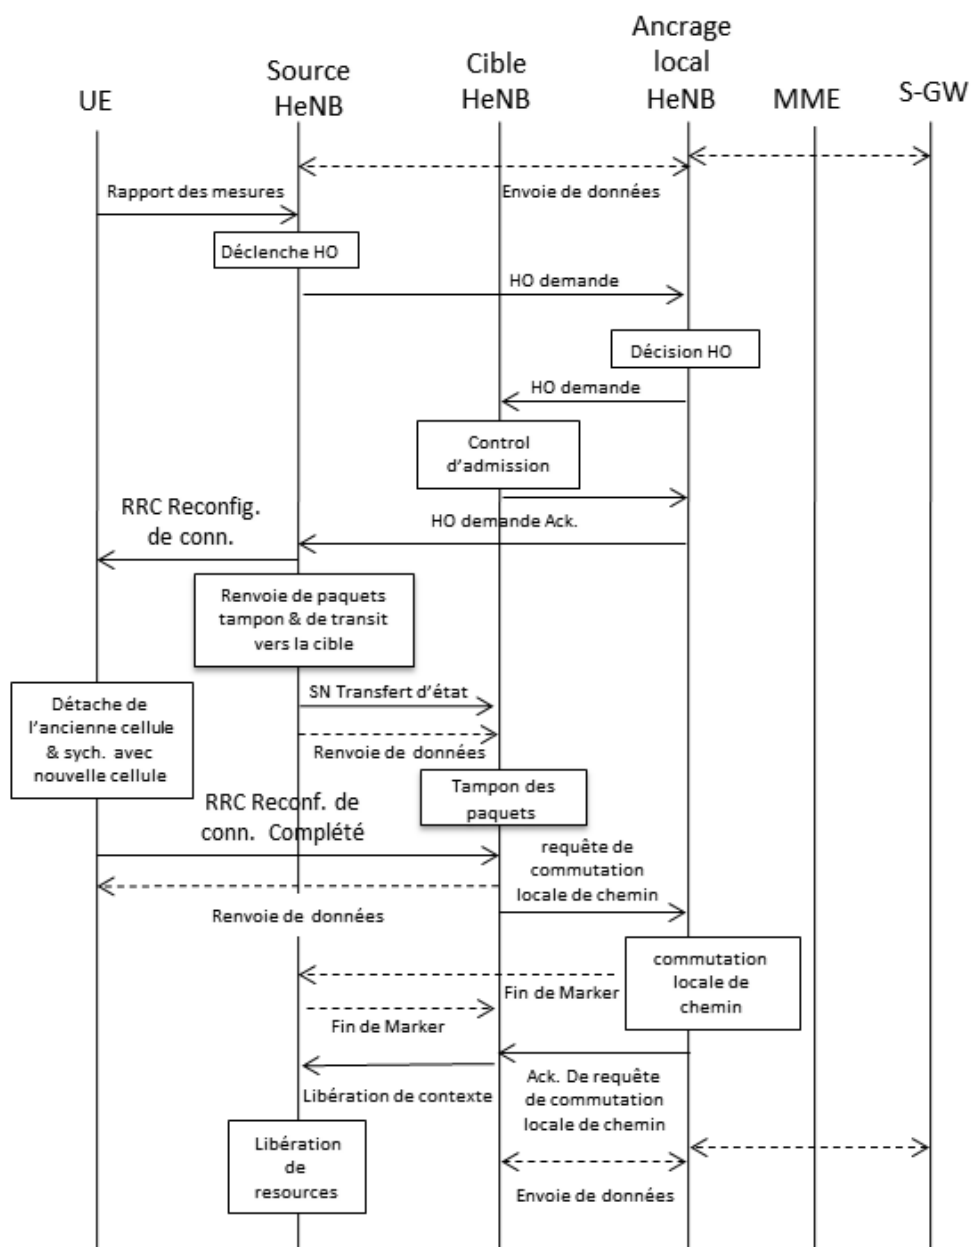 UE
Source
HeNB
Cible
HeNB
Ancrage
local
HeNB
MME
S-GW
Envoie de données
Rapport des mesures
Déclenche HO
HO demande
Décision HO
HO demande
Control
d'admission
HO demande Ack.
RRC Reconfig.
de conn.
Renvoie de paquets
tampon & de transit
vers la cible
SN Transfert d'état
Détache de
l'ancienne cellule
& sych. avec
nouvelle cellule
Renvoie de données
Tampon des
paquets
RRC Reconf. de
conn. Complété
requête de
commutation
locale de chemin
Renvoie de données
commutation
locale de
chemin
Fin de Marker
Fin de Marker
Libération de contexte
Ack. De requête
de commutation
locale de chemin
Libération
de
resources
Envoie de données